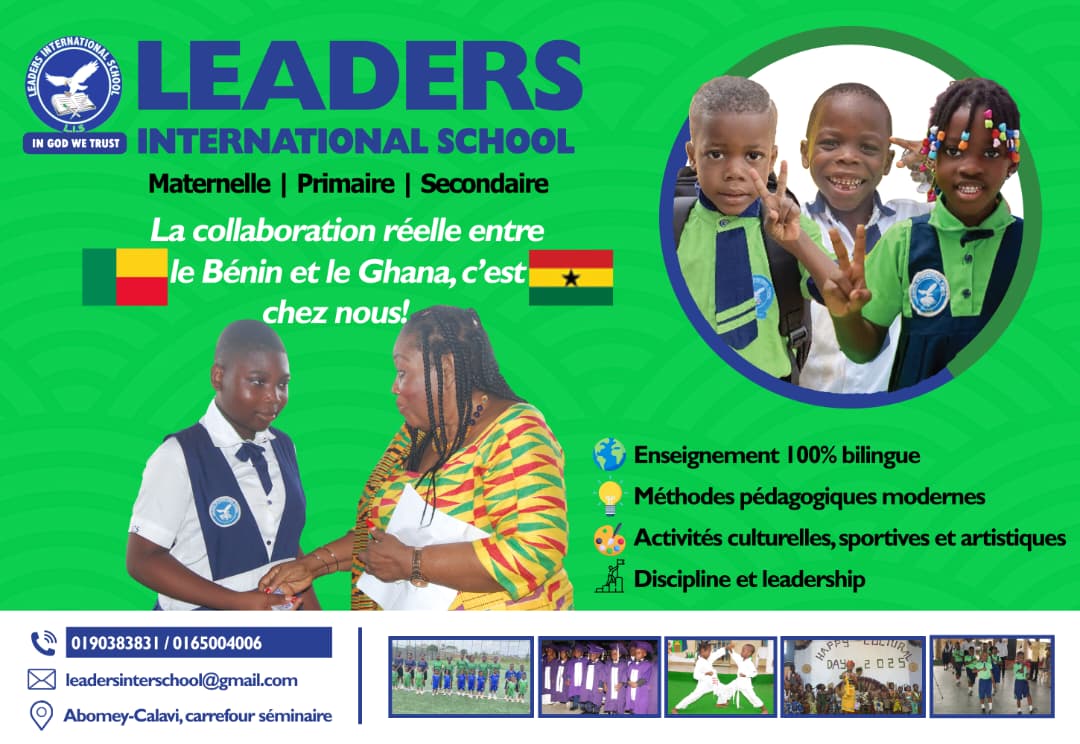 LEADERS INTERNATIONAL SCHOOL
L.I.S
IN GOD WE TRUST
LEADERS
INTERNATIONAL SCHOOL
Maternelle | Primaire | Secondaire
La collaboration réelle entre
le Bénin et le Ghana, c'est
chez nous!
Enseignement 100% bilingue
Méthodes pédagogiques modernes
Activités culturelles, sportives et artistiques
Discipline et leadership
0190383831 / 0165004006
leadersinterschool@gmail.com
Abomey-Calavi, carrefour séminaire
HAPPY CULTURAL
DAY 2025